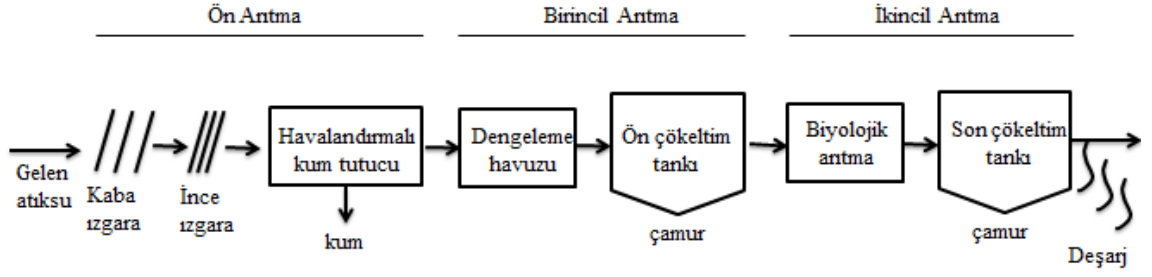 Ön Arıtma
Birincil Arıtma
İkincil Arıtma
Gelen
atıksu
Kaba
ızgara
İnce
ızgara
Havalandırmalı
kum tutucu
kum
Dengeleme
havuzu
Ön çökeltim
tankı
çamur
Biyolojik
arıtma
Son çökeltim
tankı
çamur
Deşarj